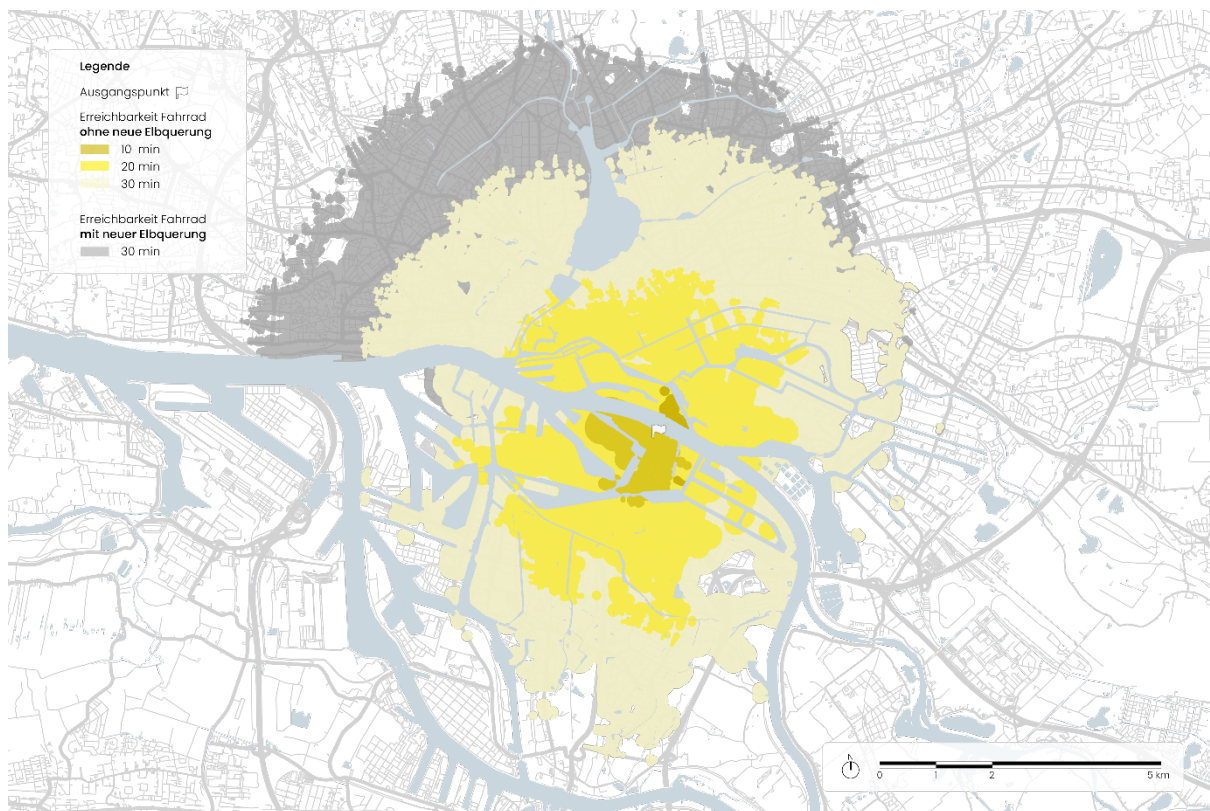 Legende
Ausgangspunkt
Erreichbarkeit Fahrrad
ohne neue Elbquerung
10 min
20 min
30 min
Erreichbarkeit Fahrrad
mit neuer Elbquerung
30 min
N
0 1 2 5 km